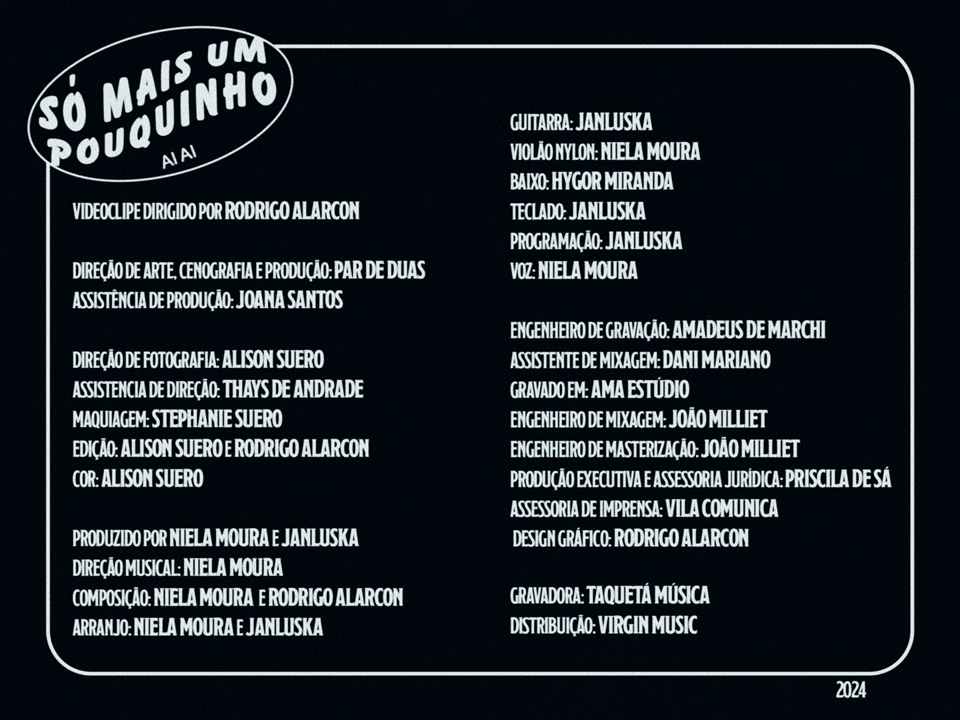 SÓ MAIS UM
POUQUINHO
AI AI
VIDEOCLIPE DIRIGIDO POR RODRIGO ALARCON
DIREÇÃO DE ARTE, CENOGRAFIA E PRODUÇÃO: PAR DE DUAS
ASSISTÊNCIA DE PRODUÇÃO: JOANA SANTOS
DIREÇÃO DE FOTOGRAFIA: ALISON SUERO
ASSISTENCIA DE DIREÇÃO: THAYS DE ANDRADE
MAQUIAGEM: STEPHANIE SUERO
EDIÇÃO: ALISON SUERO E RODRIGO ALARCON
COR: ALISON SUERO
PRODUZIDO POR NIELA MOURA E JANLUSKA
DIREÇÃO MUSICAL: NIELA MOURA
COMPOSIÇÃO: NIELA MOURA E RODRIGO ALARCON
ARRANJO: NIELA MOURA E JANLUSKA
GUITARRA: JANLUSKA
VIOLÃO NYLON: NIELA MOURA
BAIXO: HYGOR MIRANDA
TECLADO: JANLUSKA
PROGRAMAÇÃO: JANLUSKA
VOZ: NIELA MOURA
ENGENHEIRO DE GRAVAÇÃO: AMADEUS DE MARCHI
ASSISTENTE DE MIXAGEM: DANI MARIANO
GRAVADO EM: AMA ESTÚDIO
ENGENHEIRO DE MIXAGEM: JOÃO MILLIET
ENGENHEIRO DE MASTERIZAÇÃO: JOÃO MILLIET
PRODUÇÃO EXECUTIVA E ASSESSORIA JURÍDICA: PRISCILA DE SÁ
ASSESSORIA DE IMPRENSA: VILA COMUNICA
DESIGN GRÁFICO: RODRIGO ALARCON
GRAVADORA: TAQUETÁ MÚSICA
DISTRIBUIÇÃO: VIRGIN MUSIC
2024